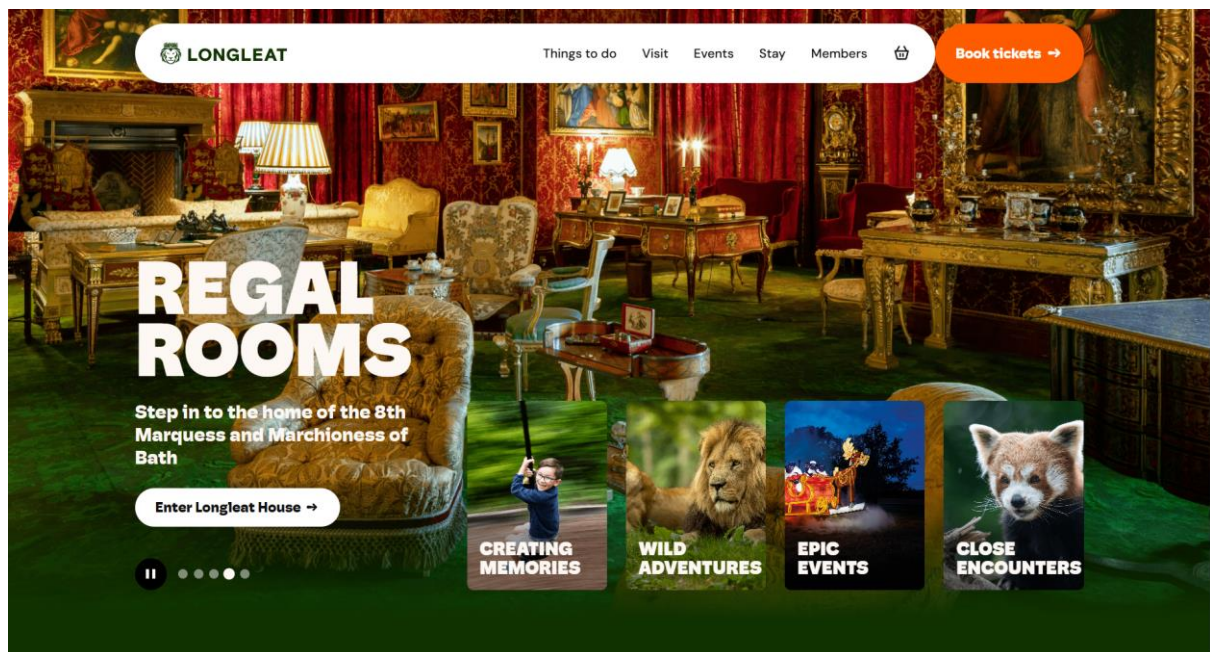 LONGLEAT
Things to do
Visit
Events
Stay
Members
Book tickets →
REGAL
ROOMS
Step in to the home of the 8th
Marquess and Marchioness of
Bath
Enter Longleat House →
CREATING
MEMORIES
WILD
ADVENTURES
EPIC
EVENTS
CLOSE
ENCOUNTERS